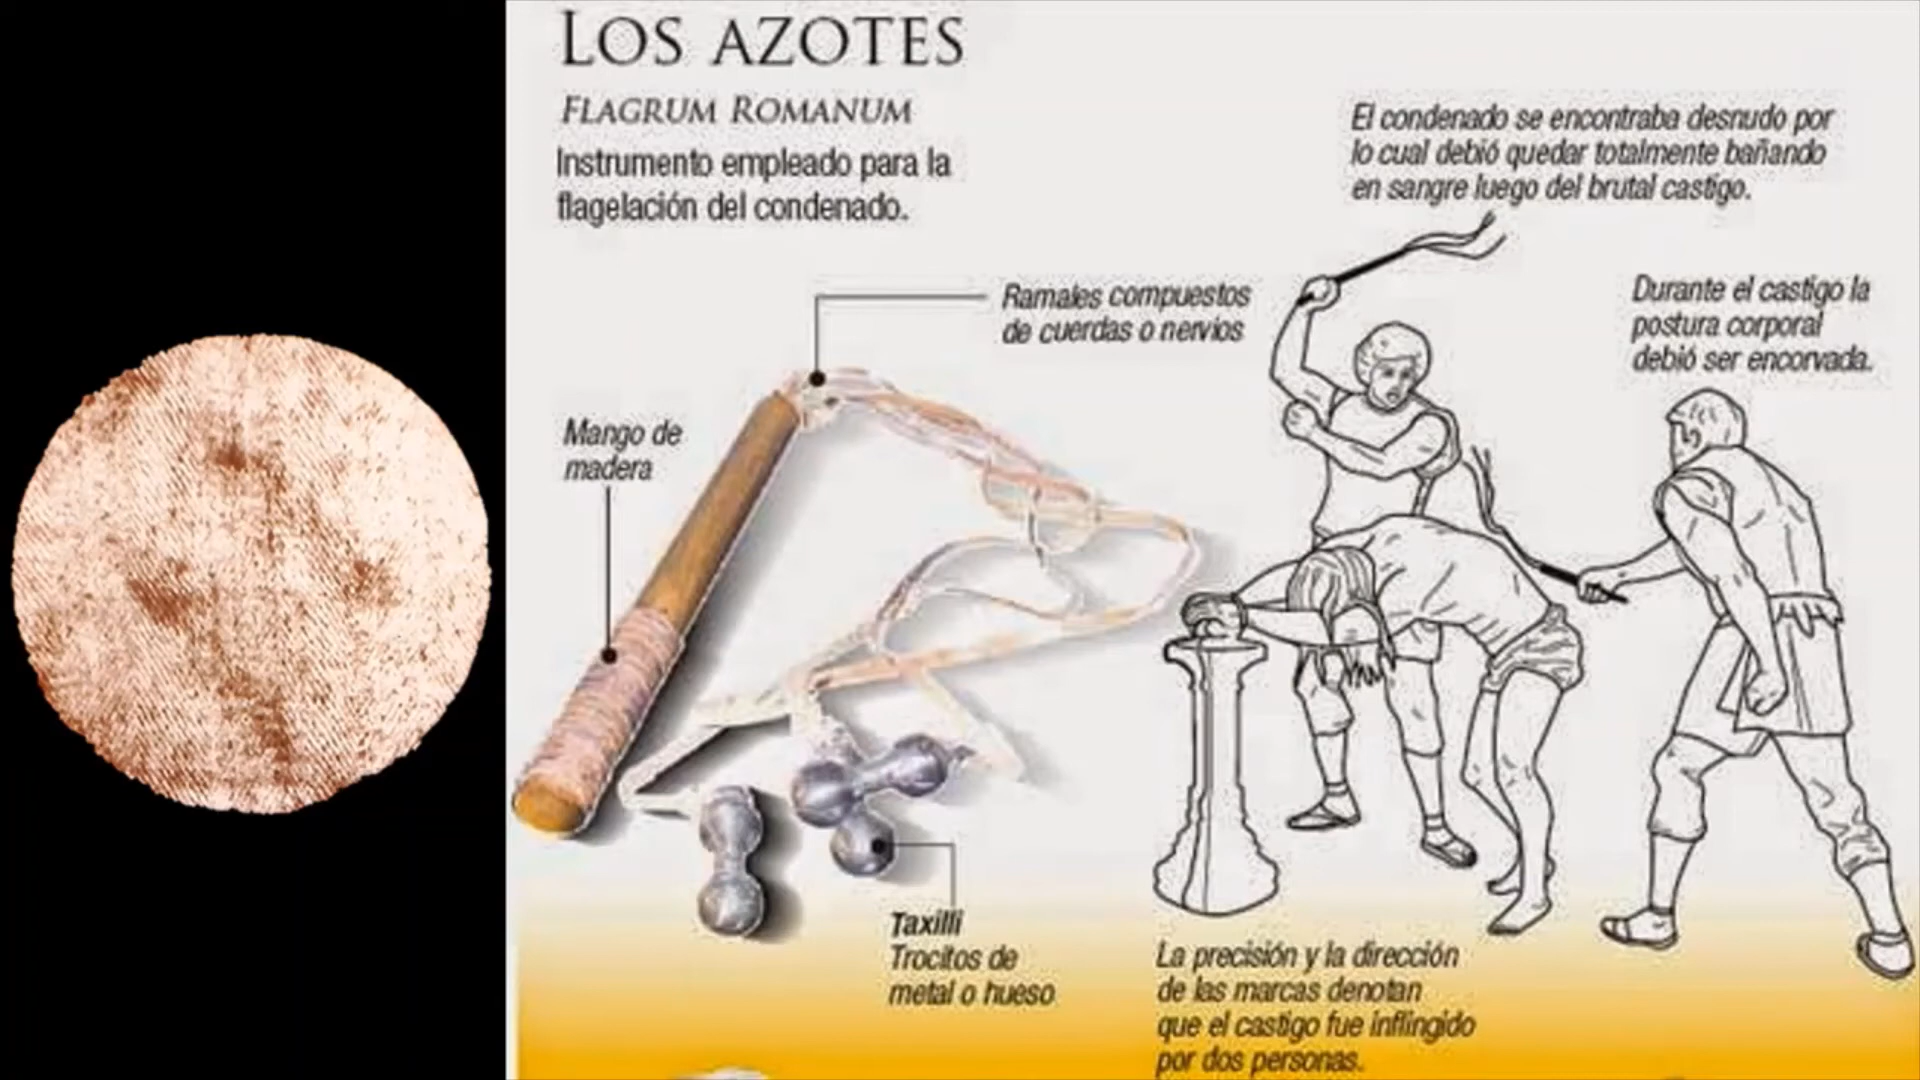 LOS AZOTES
FLAGRUM ROMANUM
Instrumento empleado para la
flagelación del condenado.
El condenado se encontraba desnudo por
lo cual debió quedar totalmente bañando
en sangre luego del brutal castigo.
Ramales compuestos
de cuerdas o nervios
Durante el castigo la
postura corporal
debió ser encorvada.
Mango de
madera
Taxilli
Trocitos de
metal o hueso
La precisión y la dirección
de las marcas denotan
que el castigo fue inflingido
por dos personas.